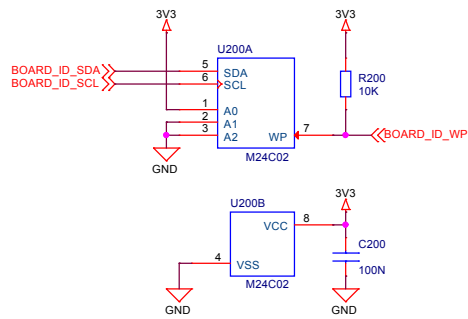 3V3
3V3
U200A
BOARD_ID_SDA
5
SDA
BOARD_ID_SCL
6
SCL
R200
10K
1
A0
2
A1
3
A2
WP
7
BOARD_ID_WP
M24C02
GND
3V3
U200B
VCC
8
C200
4
VSS
100N
M24C02
GND
GND